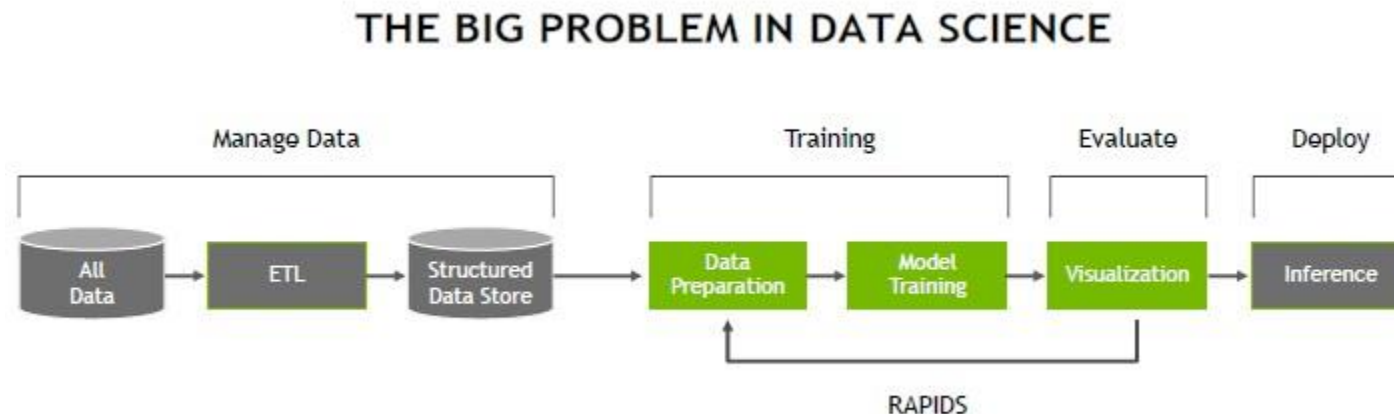 THE BIG PROBLEM IN DATA SCIENCE
Manage Data
Training
Evaluate
Deploy
All
Data
ETL
Structured
Data Store
Data
Preparation
Model
Training
Visualization
Inference
RAPIDS